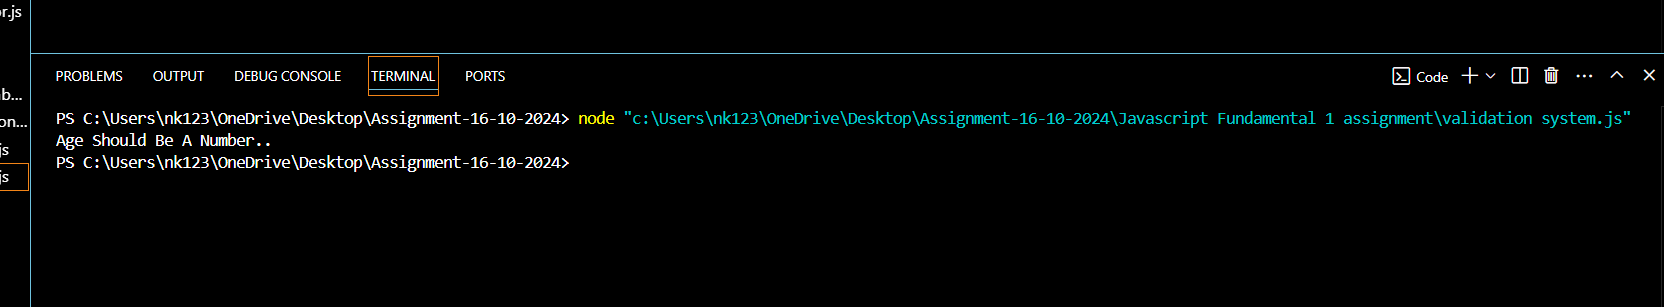 or.js
PROBLEMS OUTPUT DEBUG CONSOLE TERMINAL PORTS Code
ab...
on...
js
js
PS C:\Users\nk123\OneDrive\Desktop\Assignment-16-10-2024> node "c:\Users\nk123\OneDrive\Desktop\Assignment-16-10-2024\Javascript Fundamental 1 assignment\validation system.js"
Age Should Be A Number..
PS C:\Users\nk123\OneDrive\Desktop\Assignment-16-10-2024>